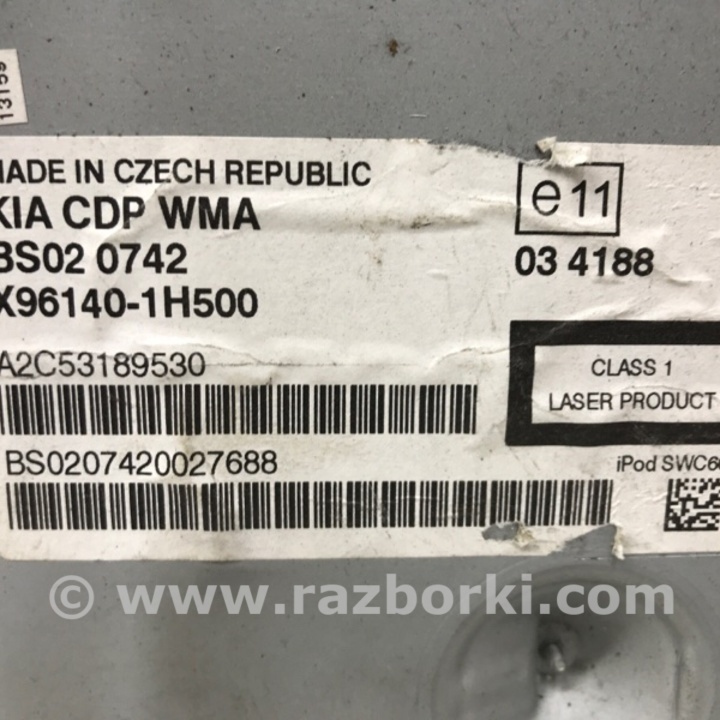 13159
MADE IN CZECH REPUBLIC
KIA CDP WMA
BS02 0742
X96140-1H500
A2C53189530
BS0207420027688
e11
03 4188
CLASS 1
LASER PRODUCT
iPod SWC6
© www.razborki.com